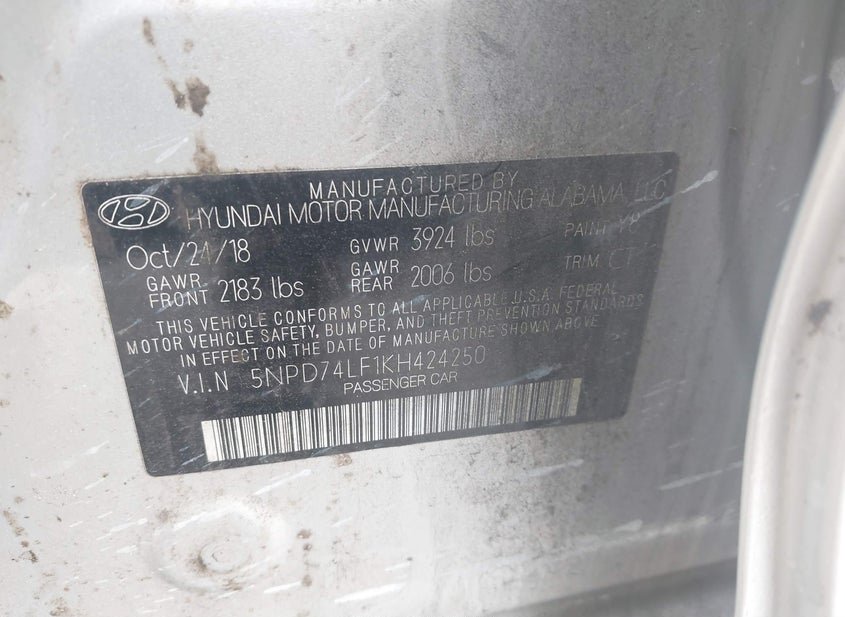 MANUFACTURED BY
HYUNDAI MOTOR MANUFACTURING ALABAMA, LLC
Oct/24/18 GVWR 3924 lbs PAINT Y8
GAWR FRONT 2183 lbs GAWR REAR 2006 lbs TRIM CT
THIS VEHICLE CONFORMS TO ALL APPLICABLE U.S.A. FEDERAL
MOTOR VEHICLE SAFETY, BUMPER, AND THEFT PREVENTION STANDARDS
IN EFFECT ON THE DATE OF MANUFACTURE SHOWN ABOVE.
V.I.N 5NPD74LF1KH424250
PASSENGER CAR